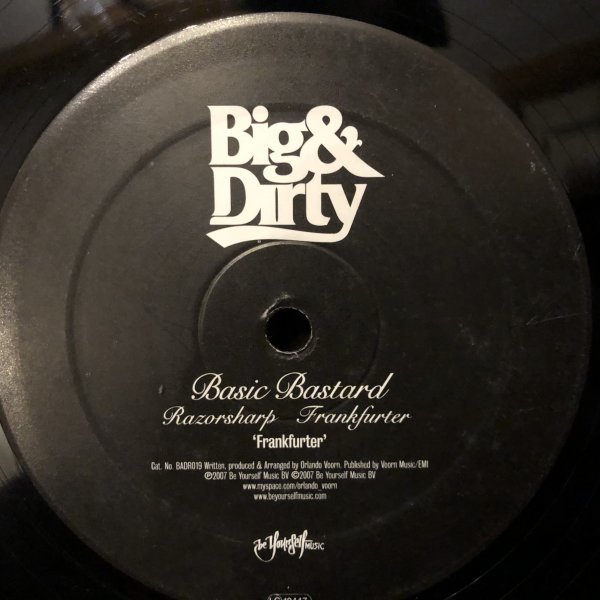 Big&
Dirty
Basic Bastard
Razorsharp Frankfurter
'Frankfurter'
Cat. No. BADR019 Written, produced & Arranged by Orlando Voorn. Published by Voorn Music/EMI
℗2007 Be Yourself Music BV ©2007 Be Yourself Music BV
www.myspace.com/orlando_voorn
www.beyourselfmusic.com
be Yourself MUSIC